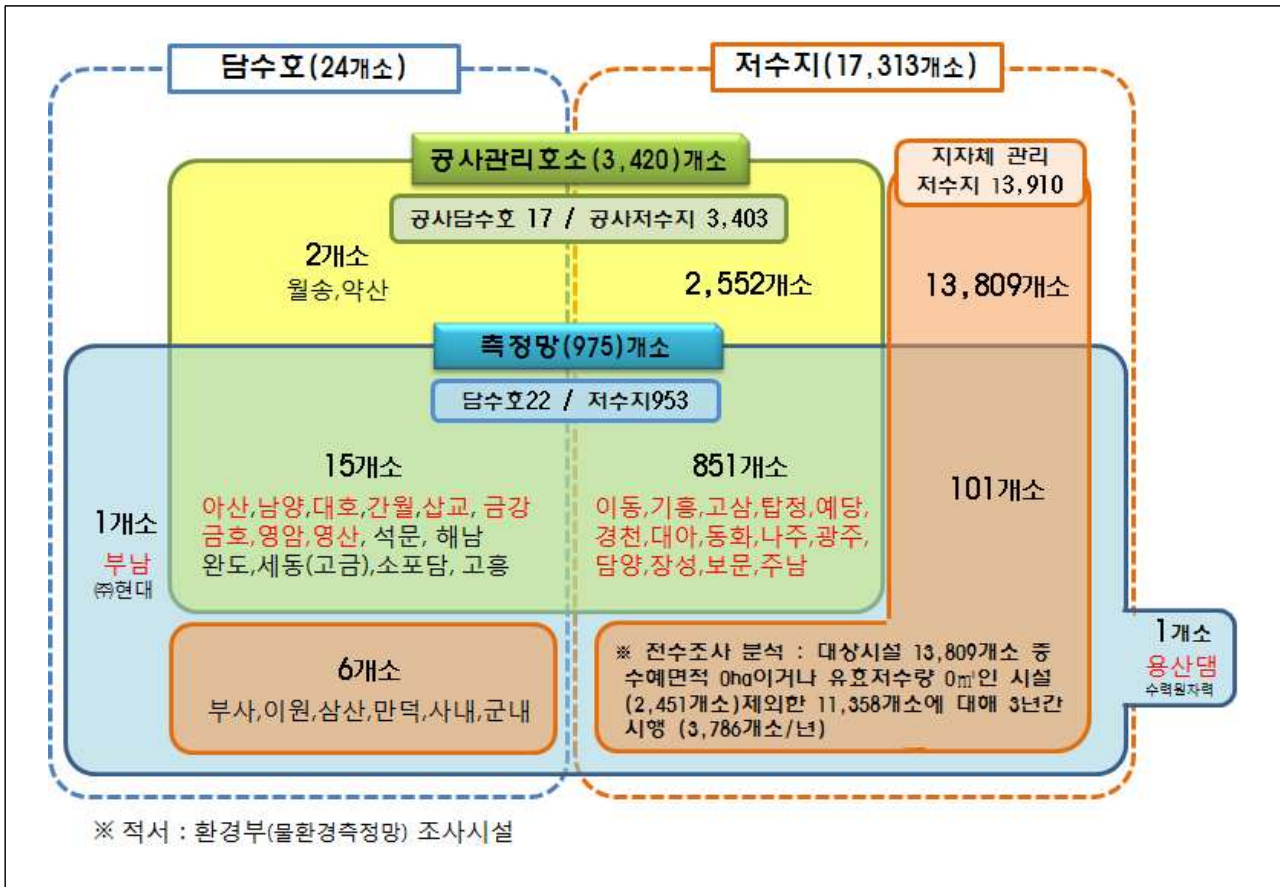 담수호(24개소)
저수지(17,313개소)
공사관리호소(3,420)개소
지자체 관리
저수지 13,910
공사담수호 17 / 공사저수지 3,403
2개소
월송,약산
2,552개소
13,809개소
측정망(975)개소
담수호22 / 저수지953
15개소
아산,남양,대호,간월,삽교, 금강
금호,영암,영산, 석문, 해남
완도,세동(고금),소포담, 고흥
851개소
이동,기흥,고삼,탑정,예당,
경천,대아,동화,나주,광주,
담양,장성,보문,주남
101개소
1개소
부남
㈜현대
6개소
부사,이원,삼산,만덕,사내,군내
※ 전수조사 분석 : 대상시설 13,809개소 중
수혜면적 0ha이거나 유효저수량 0㎥인 시설
(2,451개소)제외한 11,358개소에 대해 3년간
시행 (3,786개소/년)
1개소
용산댐
수력원자력
※ 적서 : 환경부(물환경측정망) 조사시설